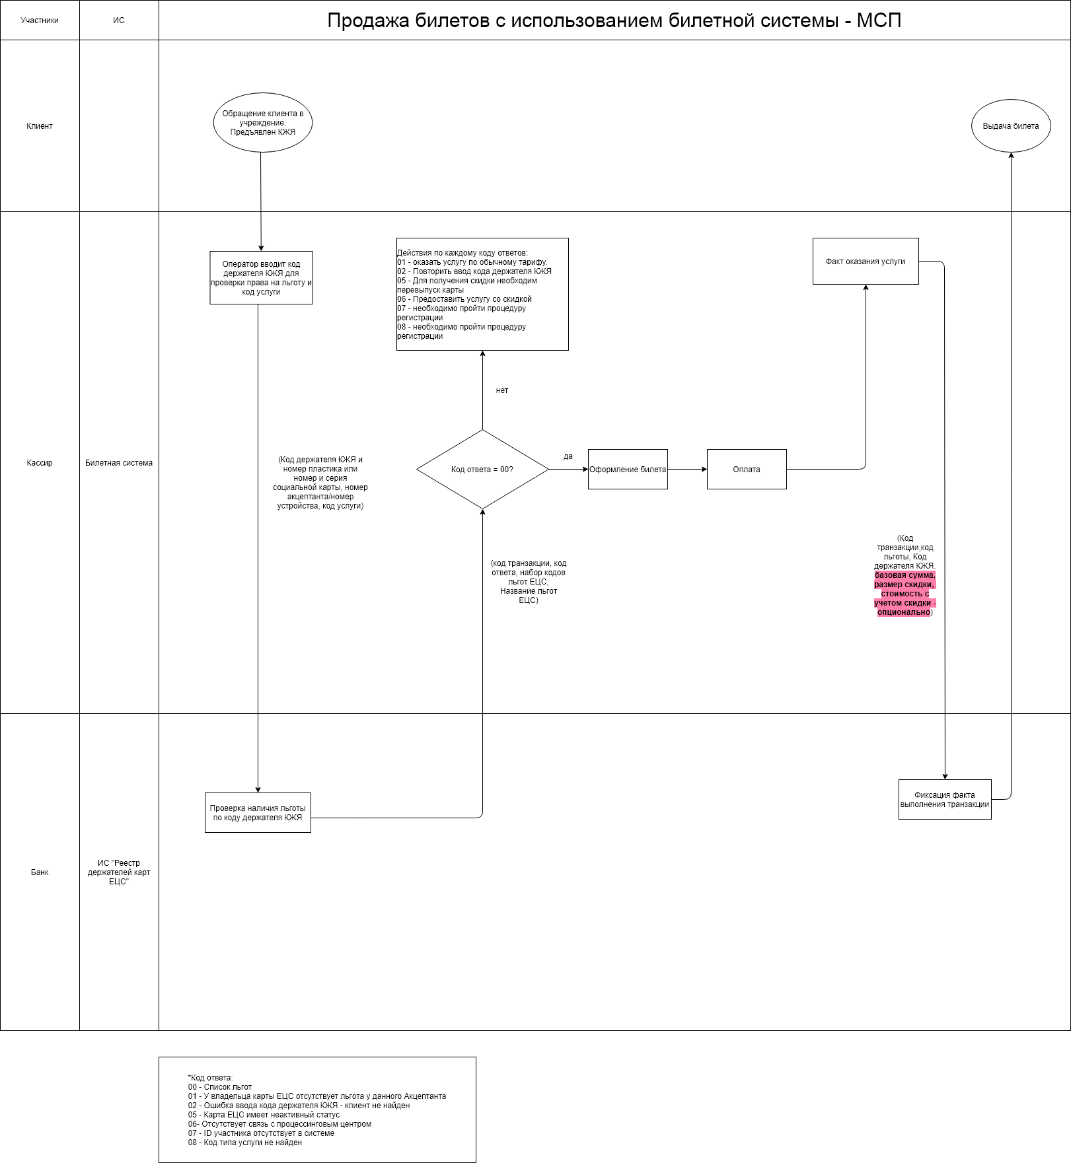 Участники
ИС
Продажа билетов с использованием билетной системы - МСП
Клиент
Обращение клиента в
учреждение.
Предъявлен КЖЯ
Выдача билета
Кассир
Билетная система
Оператор вводит код
держателя ЮЖЯ для
проверки права на льготу и
код услуги
Действия по каждому коду ответов:
01 - оказать услугу по обычному тарифу.
02 - Повторить ввод кода держателя ЮЖЯ
05 - Для получения скидки необходим
перевыпуск карты
06 - Предоставить услугу со скидкой
07 - необходимо пройти процедуру
регистрации
08 - необходимо пройти процедуру
регистрации
Факт оказания услуги
нет
(Код держателя ЮЖЯ и
номер пластика или
номер и серия
социальной карты, номер
акцептанта/номер
устройства, код услуги)
Код ответа = 00?
да
Оформление билета
Оплата
(код транзакции, код
ответа, набор кодов
льгот ЕЦС,
Название льгот
ЕЦС)
(Код
транзакции,код
льготы, Код
держателя КЖЯ,
базовая сумма,
размер скидки,
стоимость с
учетом скидки -
опционально)
Банк
ИС "Реестр
держателей карт
ЕЦС"
Проверка наличия льготы
по коду держателя ЮЖЯ
Фиксация факта
выполнения транзакции
*Код ответа:
00 - Список льгот
01 - У владельца карты ЕЦС отсутствует льгота у данного Акцептанта
02 - Ошибка ввода кода держателя ЮЖЯ - клиент не найден
05 - Карта ЕЦС имеет неактивный статус
06- Отсутствует связь с процессинговым центром
07 - ID участника отсутствует в системе
08 - Код типа услуги не найден